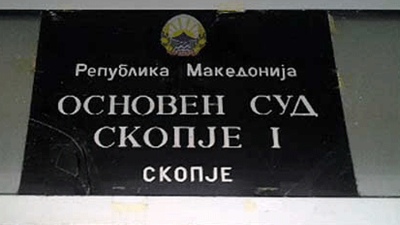 Република Македонија
ОСНОВЕН СУД
СКОПЈЕ I
СКОПЈЕ